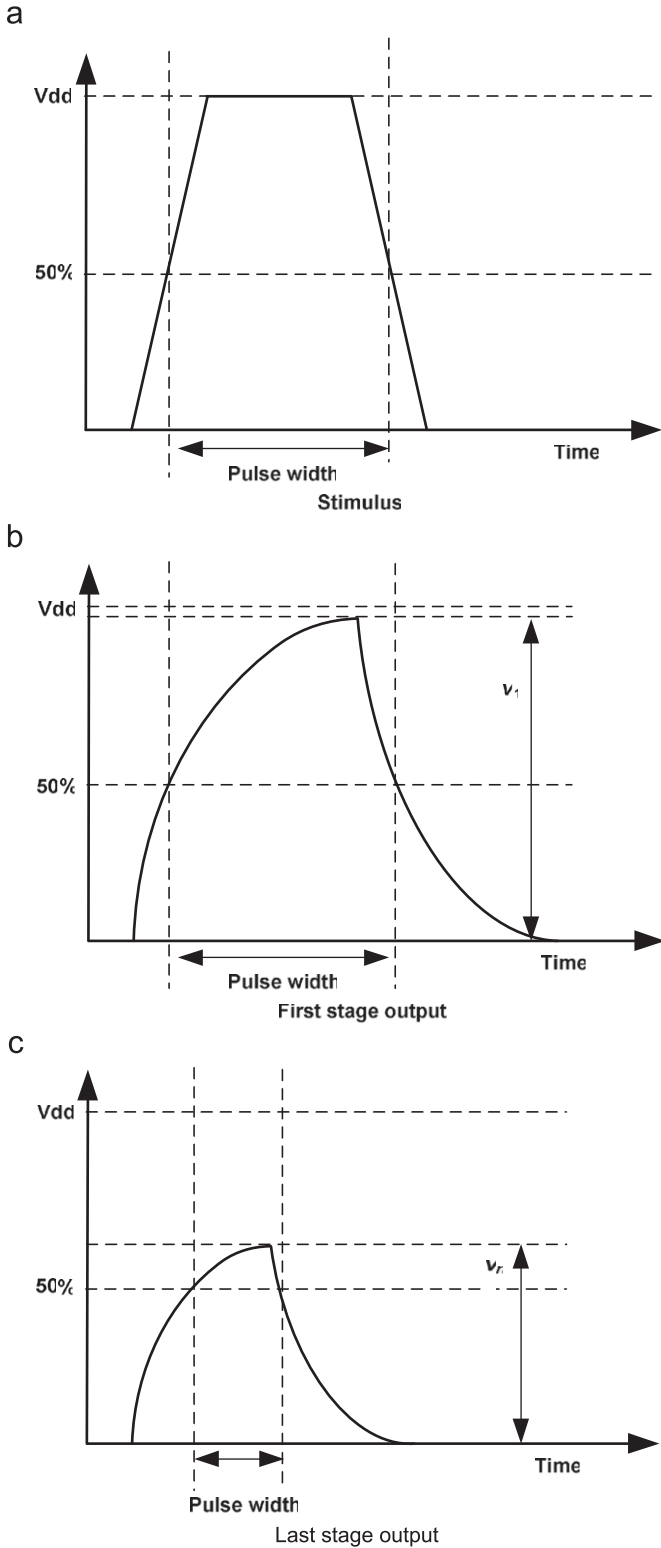 a
Vdd
50%
Time
Pulse width
Stimulus
b
Vdd
v1
50%
Time
Pulse width
First stage output
c
Vdd
vn
50%
Time
Pulse width
Last stage output